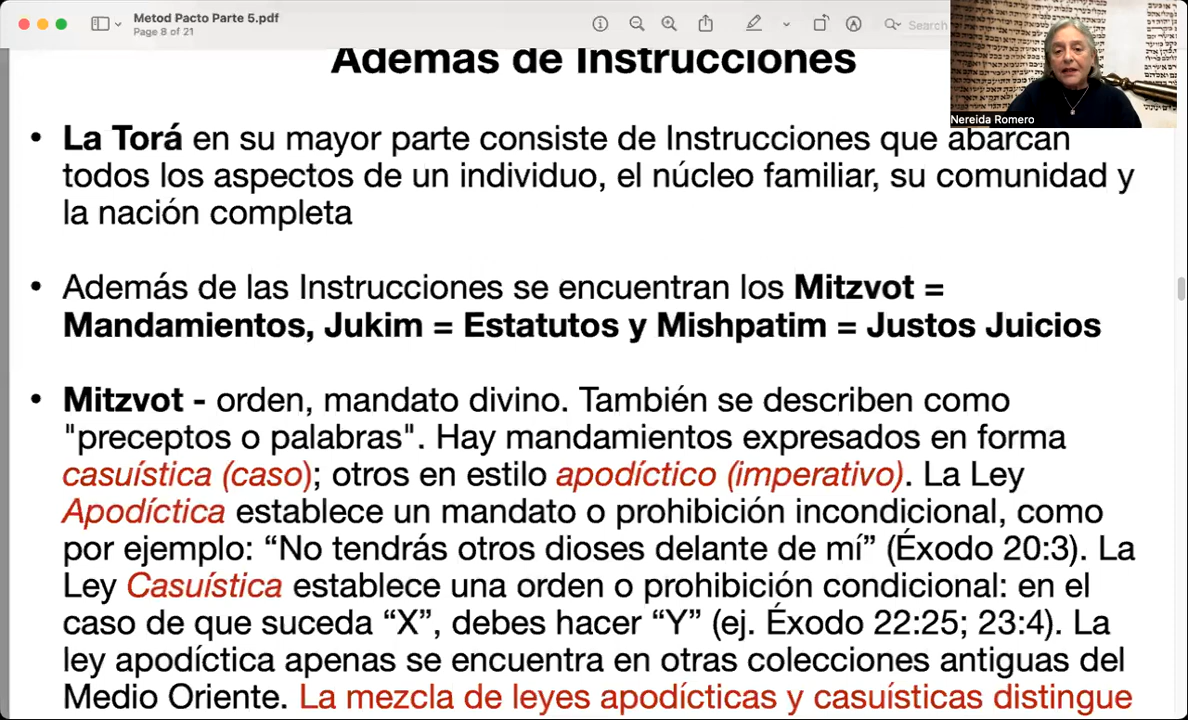 Metod Pacto Parte 5.pdf
Page 8 of 21
Search
Nereida Romero
Además de Instrucciones
• La Torá en su mayor parte consiste de Instrucciones que abarcan
todos los aspectos de un individuo, el núcleo familiar, su comunidad y
la nación completa
• Además de las Instrucciones se encuentran los Mitzvot =
Mandamientos, Jukim = Estatutos y Mishpatim = Justos Juicios
• Mitzvot - orden, mandato divino. También se describen como
"preceptos o palabras". Hay mandamientos expresados en forma
casuística (caso); otros en estilo apodíctico (imperativo). La Ley
Apodíctica establece un mandato o prohibición incondicional, como
por ejemplo: “No tendrás otros dioses delante de mí” (Éxodo 20:3). La
Ley Casuística establece una orden o prohibición condicional: en el
caso de que suceda “X”, debes hacer “Y” (ej. Éxodo 22:25; 23:4). La
ley apodíctica apenas se encuentra en otras colecciones antiguas del
Medio Oriente. La mezcla de leyes apodícticas y casuísticas distingue